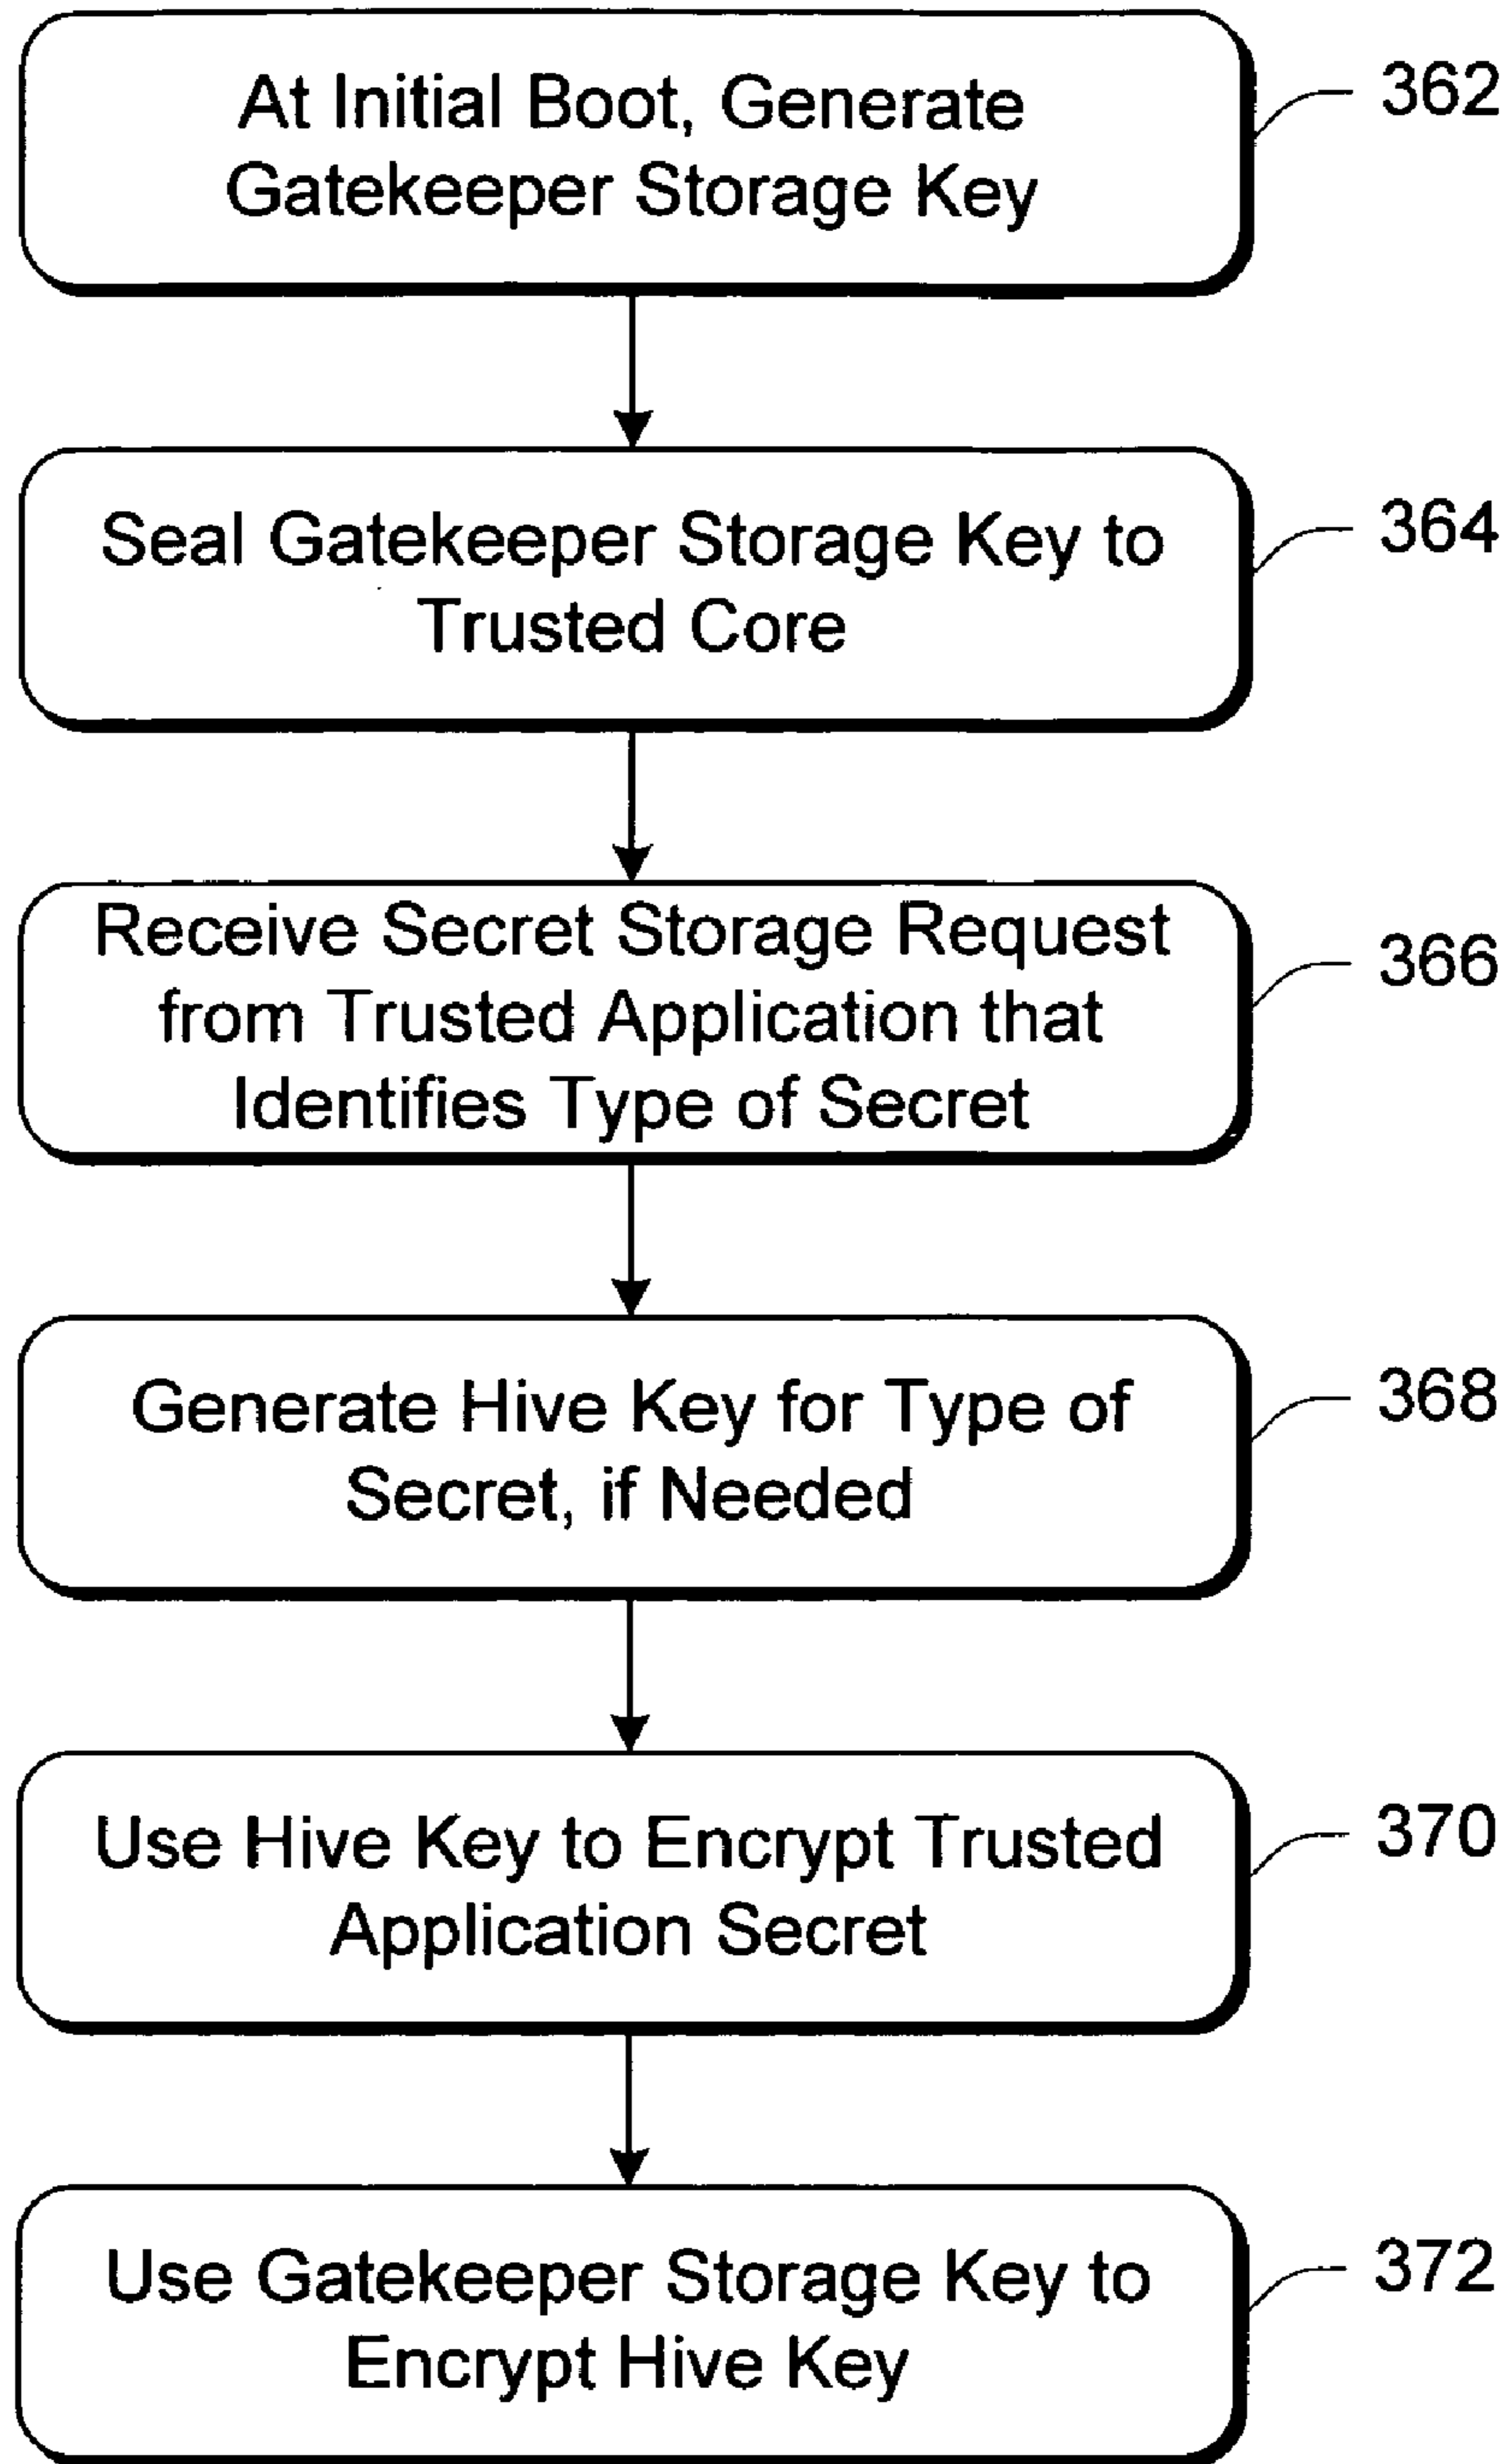 At Initial Boot, Generate
Gatekeeper Storage Key
362
Seal Gatekeeper Storage Key to
Trusted Core
364
Receive Secret Storage Request
from Trusted Application that
Identifies Type of Secret
366
Generate Hive Key for Type of
Secret, if Needed
368
Use Hive Key to Encrypt Trusted
Application Secret
370
Use Gatekeeper Storage Key to
Encrypt Hive Key
372